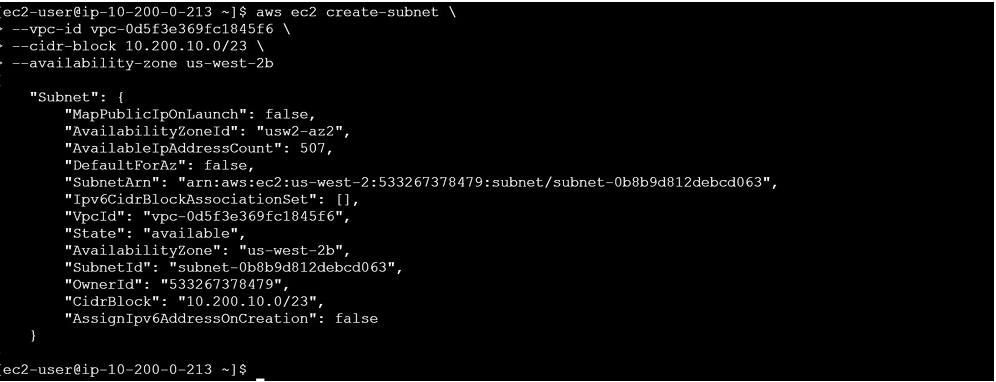 [ec2-user@ip-10-200-0-213 ~]$ aws ec2 create-subnet \
> --vpc-id vpc-0d5f3e369fc1845f6 \
> --cidr-block 10.200.10.0/23 \
> --availability-zone us-west-2b
{
    "Subnet": {
        "MapPublicIpOnLaunch": false,
        "AvailabilityZoneId": "usw2-az2",
        "AvailableIpAddressCount": 507,
        "DefaultForAz": false,
        "SubnetArn": "arn:aws:ec2:us-west-2:533267378479:subnet/subnet-0b8b9d812debcd063",
        "Ipv6CidrBlockAssociationSet": [],
        "VpcId": "vpc-0d5f3e369fc1845f6",
        "State": "available",
        "AvailabilityZone": "us-west-2b",
        "SubnetId": "subnet-0b8b9d812debcd063",
        "OwnerId": "533267378479",
        "CidrBlock": "10.200.10.0/23",
        "AssignIpv6AddressOnCreation": false
    }
}
[ec2-user@ip-10-200-0-213 ~]$